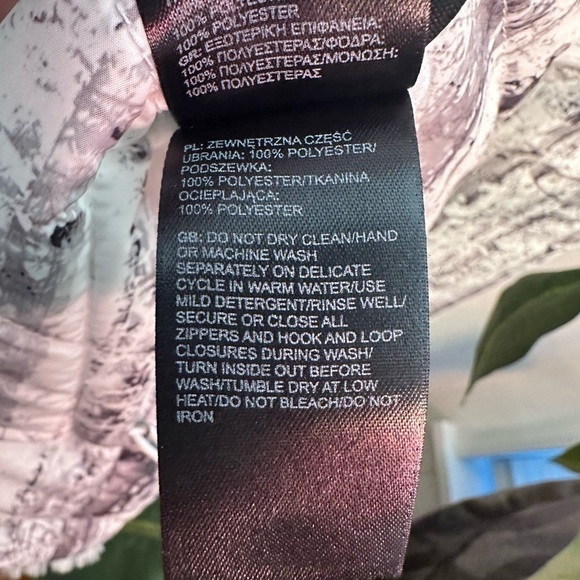 100% POLYESTER
GR: ΕΞΩΤΕΡΙΚΗ ΕΠΙΦΑΝΕΙΑ:
100% ΠΟΛΥΕΣΤΕΡΑΣ/ΦΟΔΡΑ:
100% ΠΟΛΥΕΣΤΕΡΑΣ/ΜΟΝΩΣΗ:
100% ΠΟΛΥΕΣΤΕΡΑΣ
PL: ZEWNĘTRZNA CZĘŚĆ
UBRANIA: 100% POLYESTER/
PODSZEWKA:
100% POLYESTER/TKANINA
OCIEPLAJĄCA:
100% POLYESTER
GB: DO NOT DRY CLEAN/HAND
OR MACHINE WASH
SEPARATELY ON DELICATE
CYCLE IN WARM WATER/USE
MILD DETERGENT/RINSE WELL/
SECURE OR CLOSE ALL
ZIPPERS AND HOOK AND LOOP
CLOSURES DURING WASH/
TURN INSIDE OUT BEFORE
WASH/TUMBLE DRY AT LOW
HEAT/DO NOT BLEACH/DO NOT
IRON